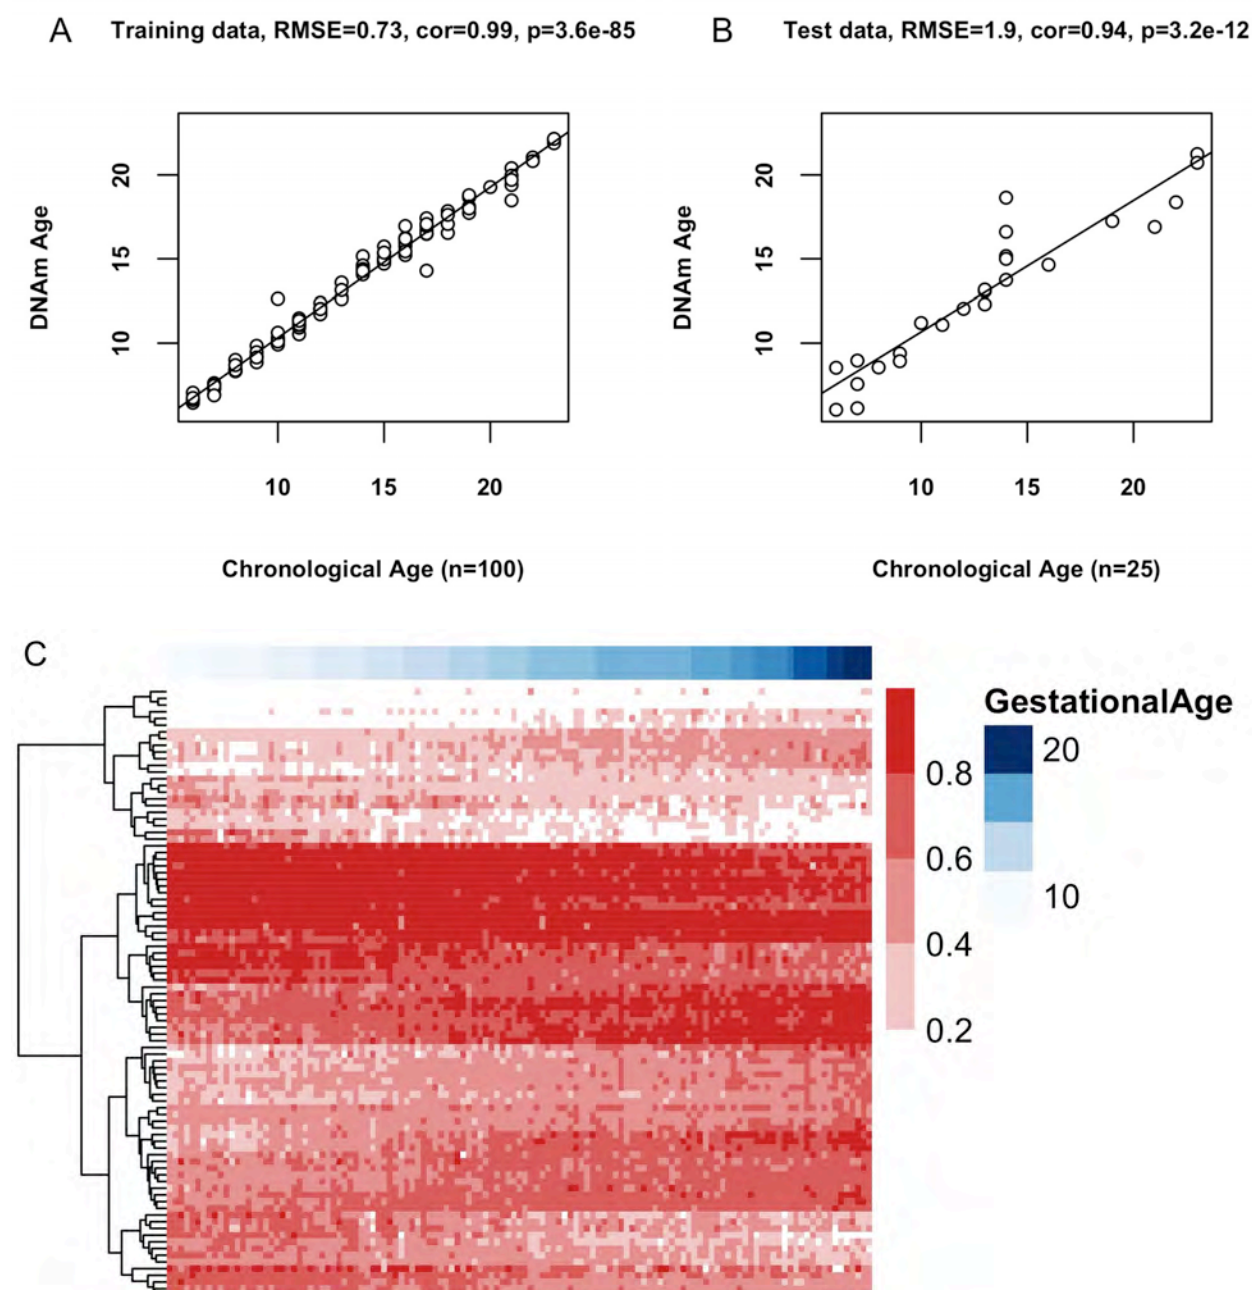 A Training data, RMSE=0.73, cor=0.99, p=3.6e-85
DNAm Age
20
15
10
10 15 20
Chronological Age (n=100)
B Test data, RMSE=1.9, cor=0.94, p=3.2e-12
DNAm Age
20
15
10
10 15 20
Chronological Age (n=25)
C
0.8
0.6
0.4
0.2
GestationalAge
20
10